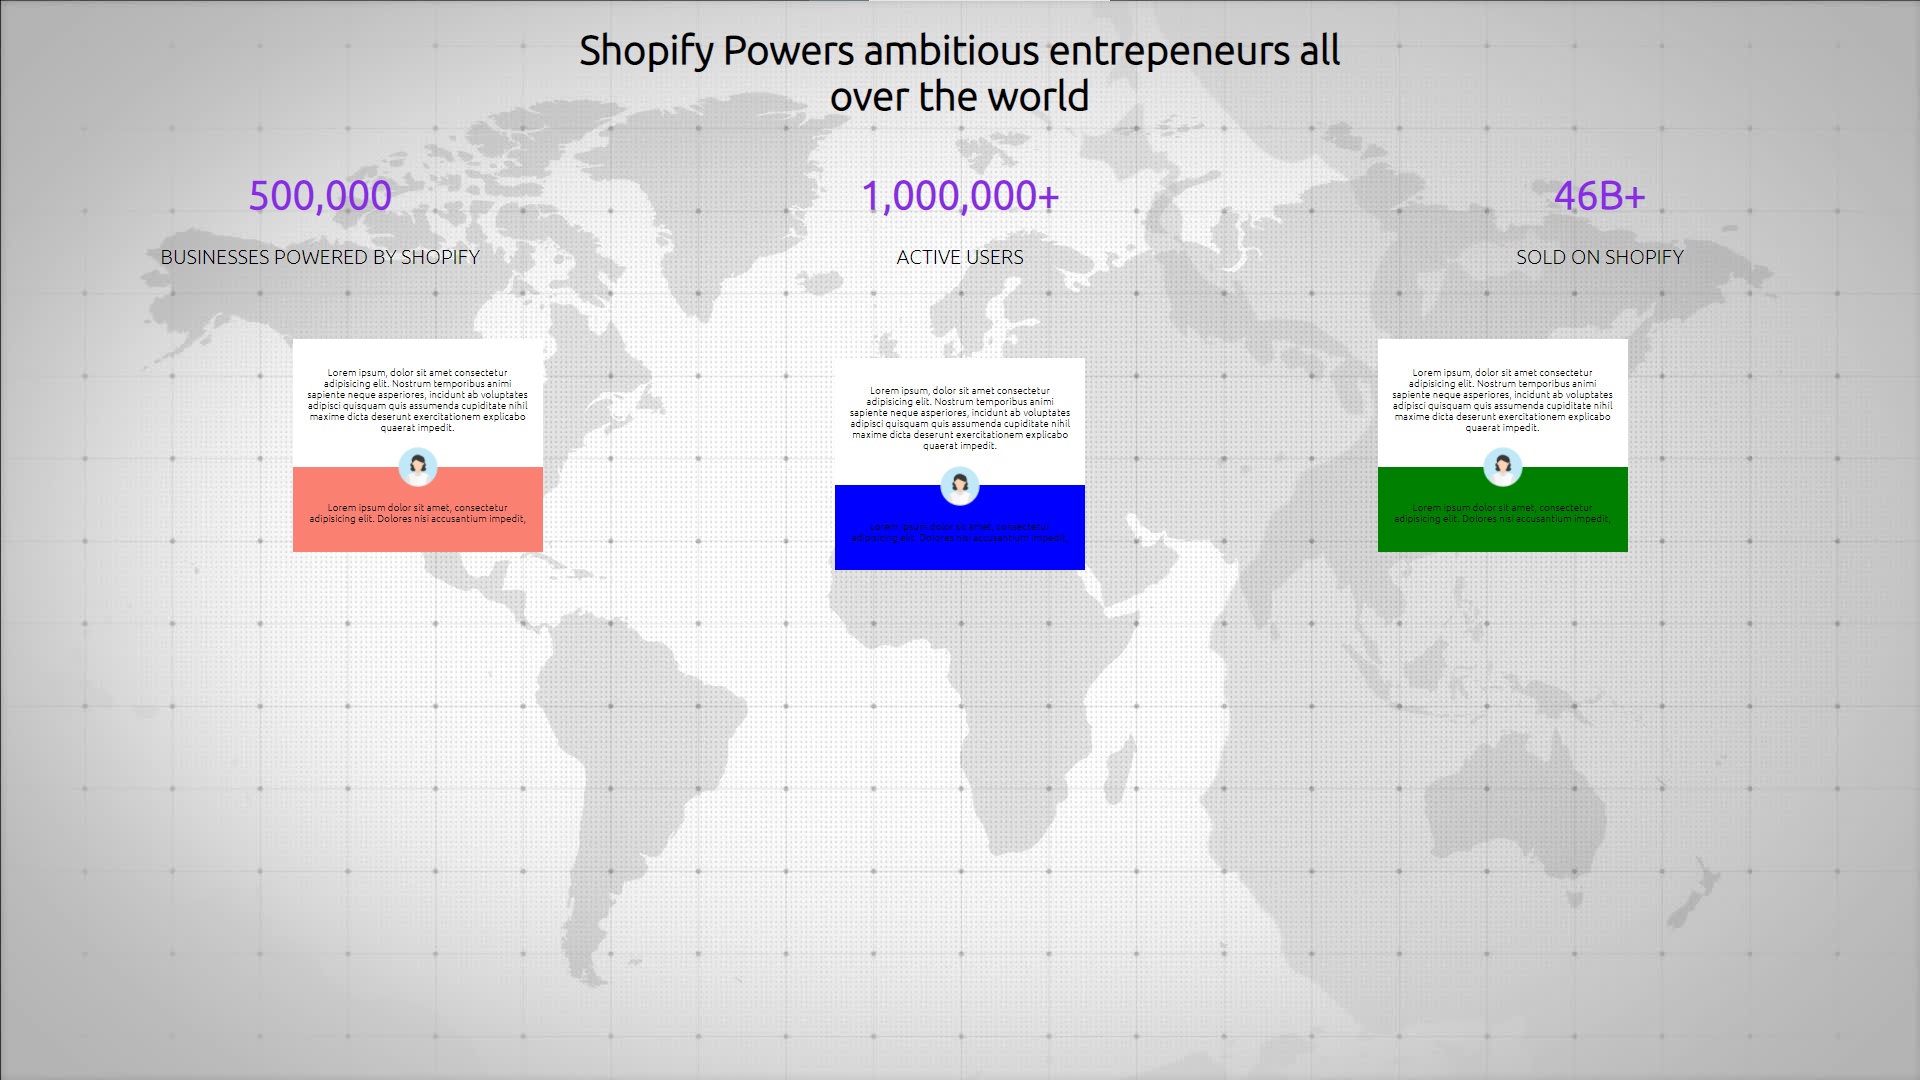 Shopify Powers ambitious entrepeneurs all
over the world
500,000
BUSINESSES POWERED BY SHOPIFY
1,000,000+
ACTIVE USERS
46B+
SOLD ON SHOPIFY
Lorem ipsum, dolor sit amet consectetur
adipisicing elit. Nostrum temporibus animi
sapiente neque asperiores, incidunt ab voluptates
adipisci quisquam quis assumenda cupiditate nihil
maxime dicta deserunt exercitationem explicabo
quaerat impedit.
Lorem ipsum dolor sit amet, consectetur
adipisicing elit. Dolores nisi accusantium impedit,
Lorem ipsum, dolor sit amet consectetur
adipisicing elit. Nostrum temporibus animi
sapiente neque asperiores, incidunt ab voluptates
adipisci quisquam quis assumenda cupiditate nihil
maxime dicta deserunt exercitationem explicabo
quaerat impedit.
Lorem ipsum dolor sit amet, consectetur
adipisicing elit. Dolores nisi accusantium impedit,
Lorem ipsum, dolor sit amet consectetur
adipisicing elit. Nostrum temporibus animi
sapiente neque asperiores, incidunt ab voluptates
adipisci quisquam quis assumenda cupiditate nihil
maxime dicta deserunt exercitationem explicabo
quaerat impedit.
Lorem ipsum dolor sit amet, consectetur
adipisicing elit. Dolores nisi accusantium impedit,